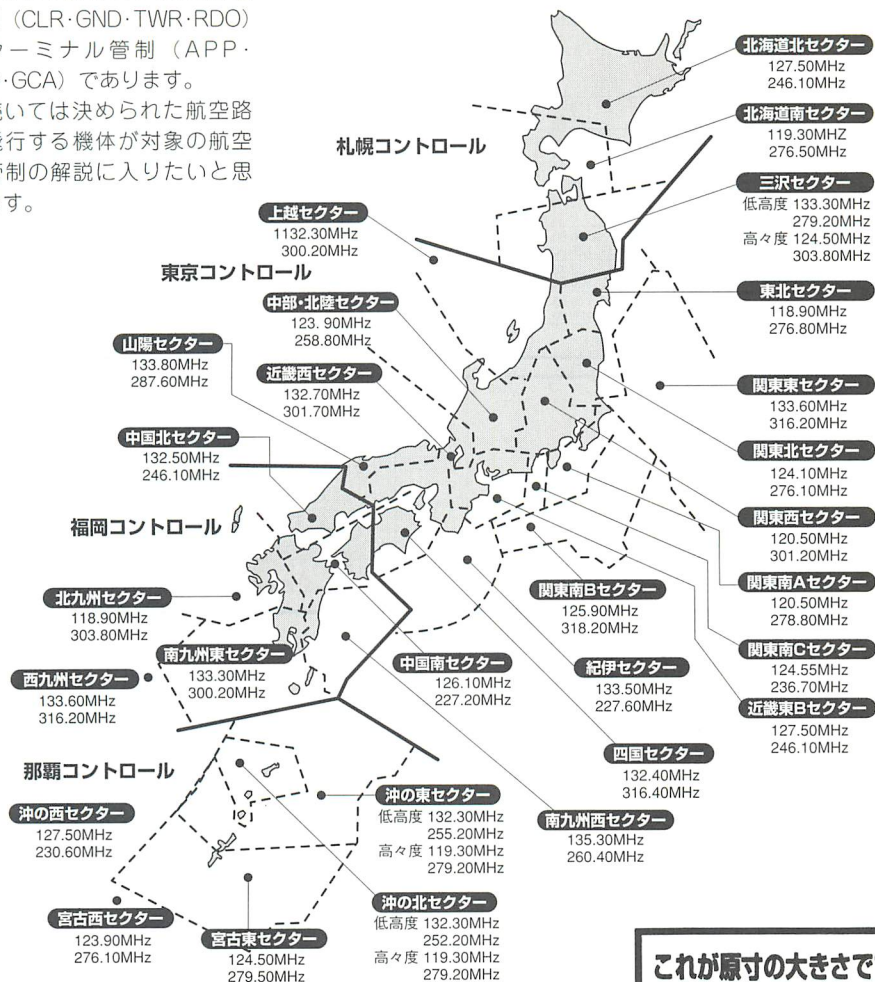 （CLR･GND･TWR･RDO）
ターミナル管制（APP･
･GCA）であります。
続いては決められた航空路
飛行する機体が対象の航空
管制の解説に入りたいと思
ます。
北海道北セクター
127.50MHz
246.10MHz
北海道南セクター
119.30MHZ
276.50MHz
札幌コントロール
三沢セクター
低高度 133.30MHz
279.20MHz
高々度 124.50MHz
303.80MHz
上越セクター
1132.30MHz
300.20MHz
東京コントロール
東北セクター
118.90MHz
276.80MHz
中部･北陸セクター
123. 90MHz
258.80MHz
山陽セクター
133.80MHz
287.60MHz
近畿西セクター
132.70MHz
301.70MHz
関東東セクター
133.60MHz
316.20MHz
中国北セクター
132.50MHz
246.10MHz
関東北セクター
124.10MHz
276.10MHz
福岡コントロール
関東西セクター
120.50MHz
301.20MHz
北九州セクター
118.90MHz
303.80MHz
関東南Bセクター
125.90MHz
318.20MHz
関東南Aセクター
120.50MHz
278.80MHz
西九州セクター
133.60MHz
316.20MHz
南九州東セクター
133.30MHz
300.20MHz
中国南セクター
126.10MHz
227.20MHz
紀伊セクター
133.50MHz
227.60MHz
関東南Cセクター
124.55MHz
236.70MHz
近畿東Bセクター
127.50MHz
246.10MHz
四国セクター
132.40MHz
316.40MHz
那覇コントロール
沖の西セクター
127.50MHz
230.60MHz
沖の東セクター
低高度 132.30MHz
255.20MHz
高々度 119.30MHz
279.20MHz
南九州西セクター
135.30MHz
260.40MHz
沖の北セクター
低高度 132.30MHz
252.20MHz
高々度 119.30MHz
279.20MHz
宮古西セクター
123.90MHz
276.10MHz
宮古東セクター
124.50MHz
279.50MHz
これが原寸の大きさで